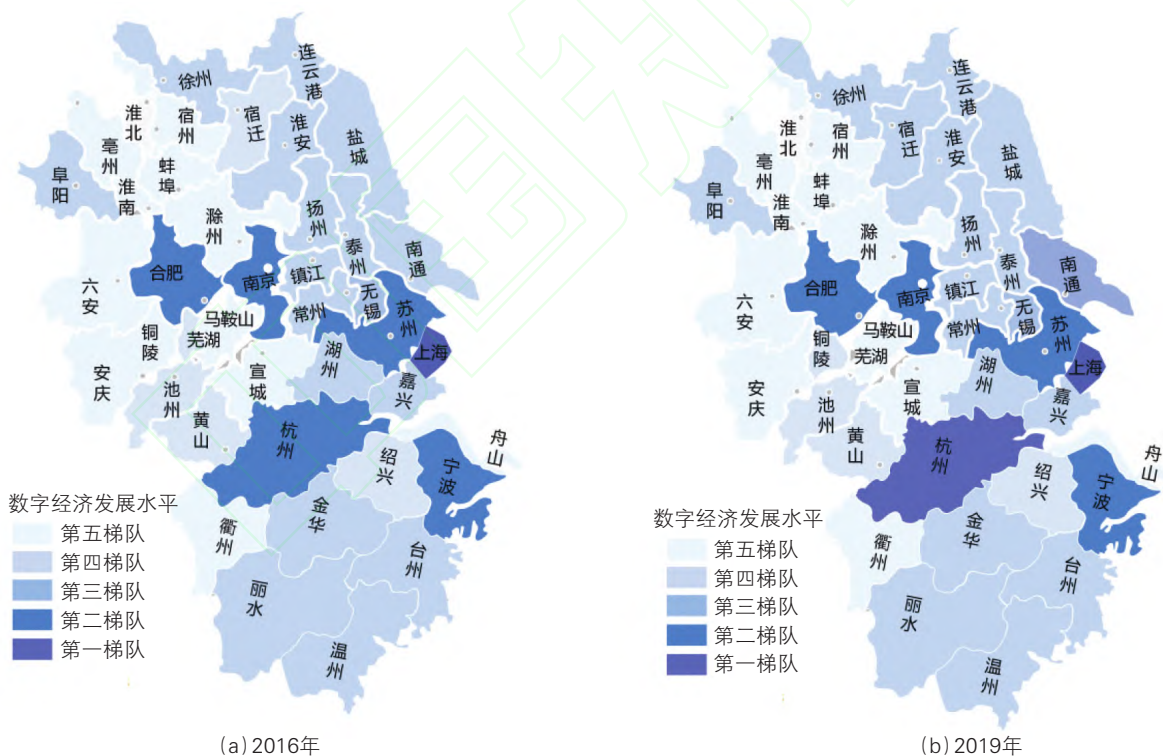 连云港
徐州
宿迁
淮安
盐城
淮北
宿州
亳州
蚌埠
阜阳
淮南
滁州
扬州
泰州
南通
合肥
南京
镇江
无锡
苏州
常州
六安
马鞍山
铜陵
芜湖
上海
安庆
池州
宣城
湖州
嘉兴
黄山
杭州
舟山
绍兴
宁波
金华
衢州
台州
丽水
温州
数字经济发展水平
第五梯队
第四梯队
第三梯队
第二梯队
第一梯队
(a)2016年
连云港
徐州
宿迁
淮安
盐城
淮北
宿州
亳州
蚌埠
阜阳
淮南
滁州
扬州
泰州
南通
合肥
南京
镇江
无锡
苏州
常州
六安
马鞍山
铜陵
芜湖
上海
安庆
池州
宣城
湖州
嘉兴
黄山
杭州
舟山
绍兴
宁波
金华
衢州
台州
丽水
温州
数字经济发展水平
第五梯队
第四梯队
第三梯队
第二梯队
第一梯队
(b)2019年